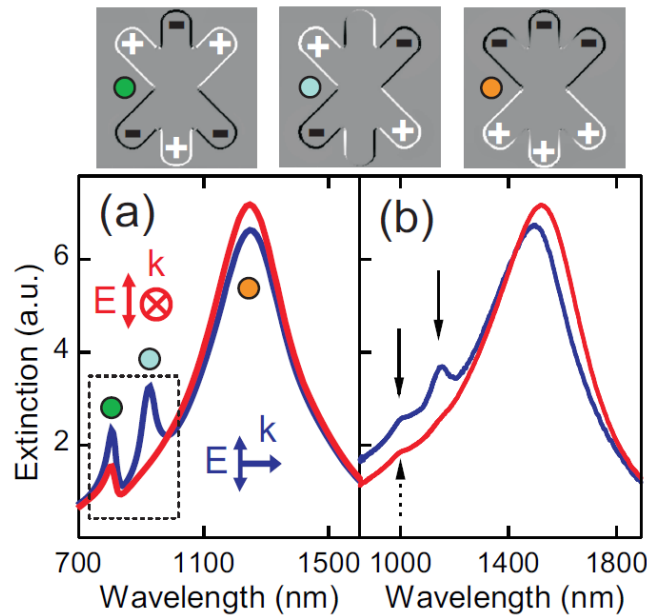 - + + - - +
- - + 
- - - + + +
(a) (b)
k
E
k
E
Extinction (a.u.)
6
4
2
700 1100 1500 1000 1400 1800
Wavelength (nm) Wavelength (nm)